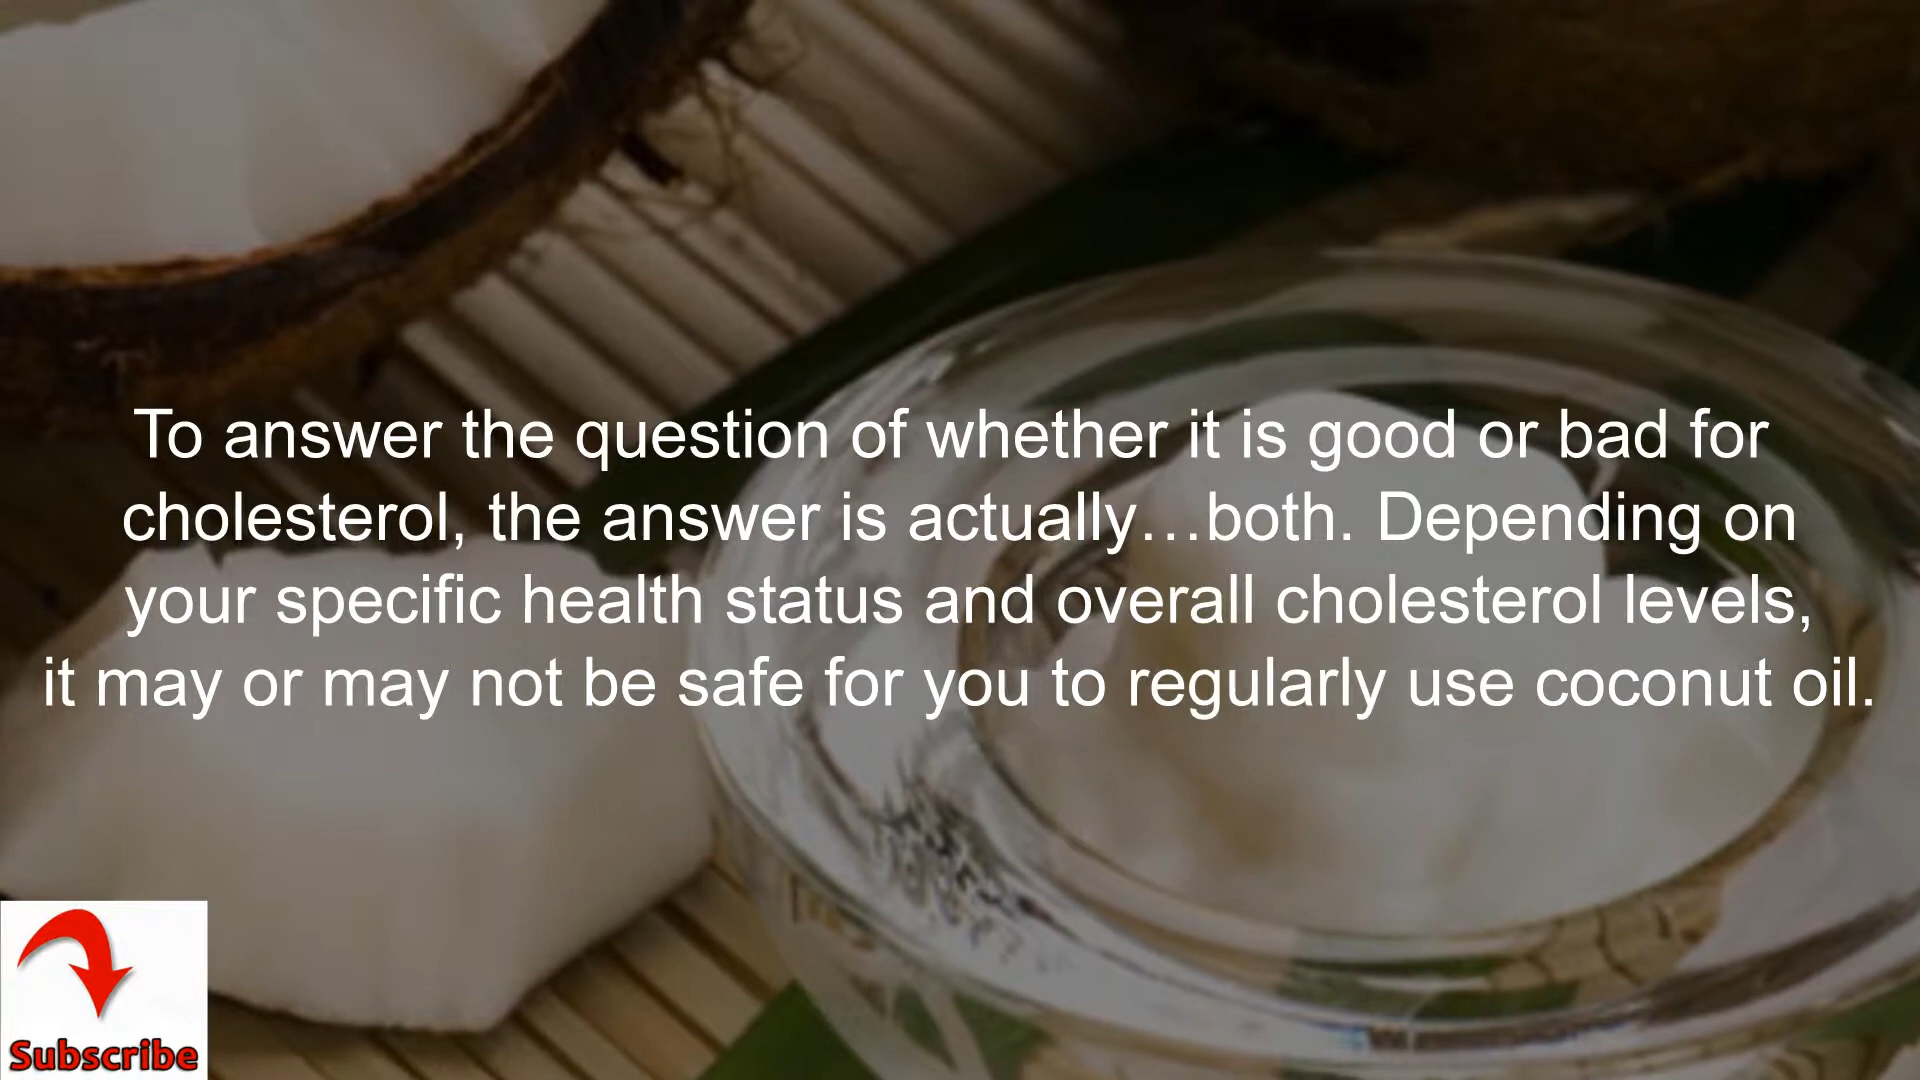 To answer the question of whether it is good or bad for
cholesterol, the answer is actually…both. Depending on
your specific health status and overall cholesterol levels,
it may or may not be safe for you to regularly use coconut oil.
Subscribe